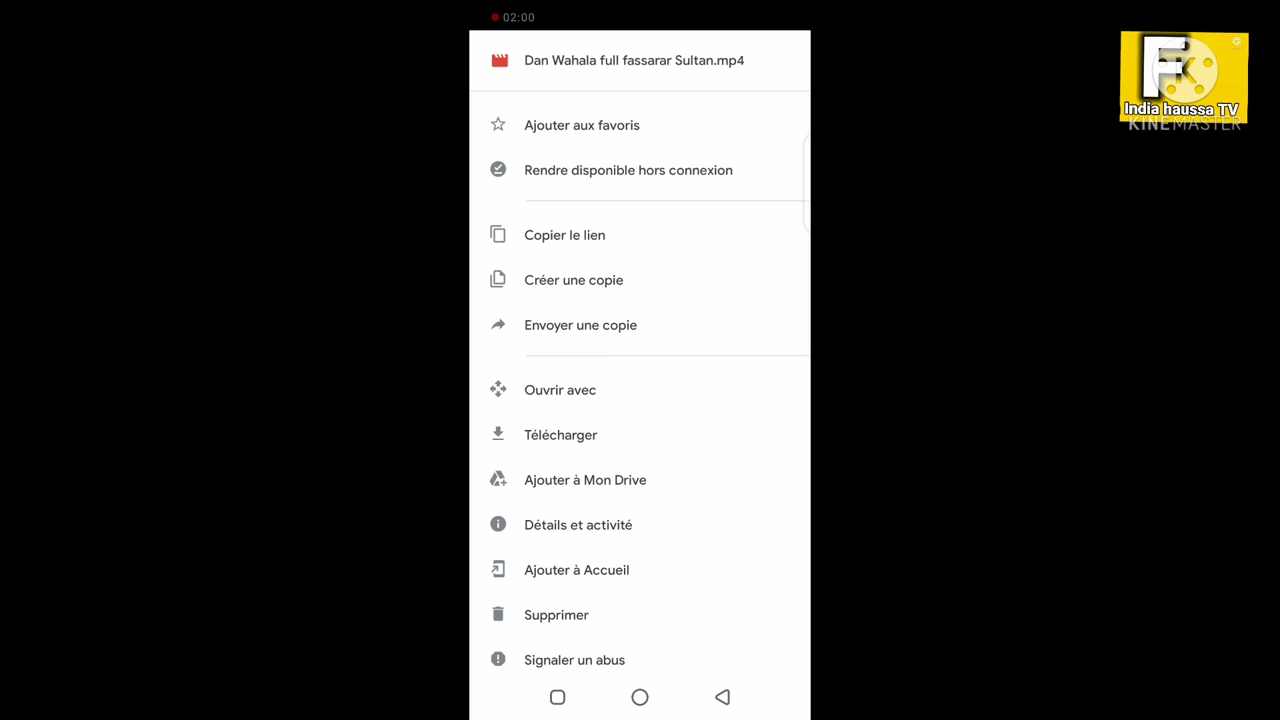 02:00
Dan Wahala full fassarar Sultan.mp4
Ajouter aux favoris
Rendre disponible hors connexion
Copier le lien
Créer une copie
Envoyer une copie
Ouvrir avec
Télécharger
Ajouter à Mon Drive
Détails et activité
Ajouter à Accueil
Supprimer
Signaler un abus
F
K
India haussa TV
KINEMASTER